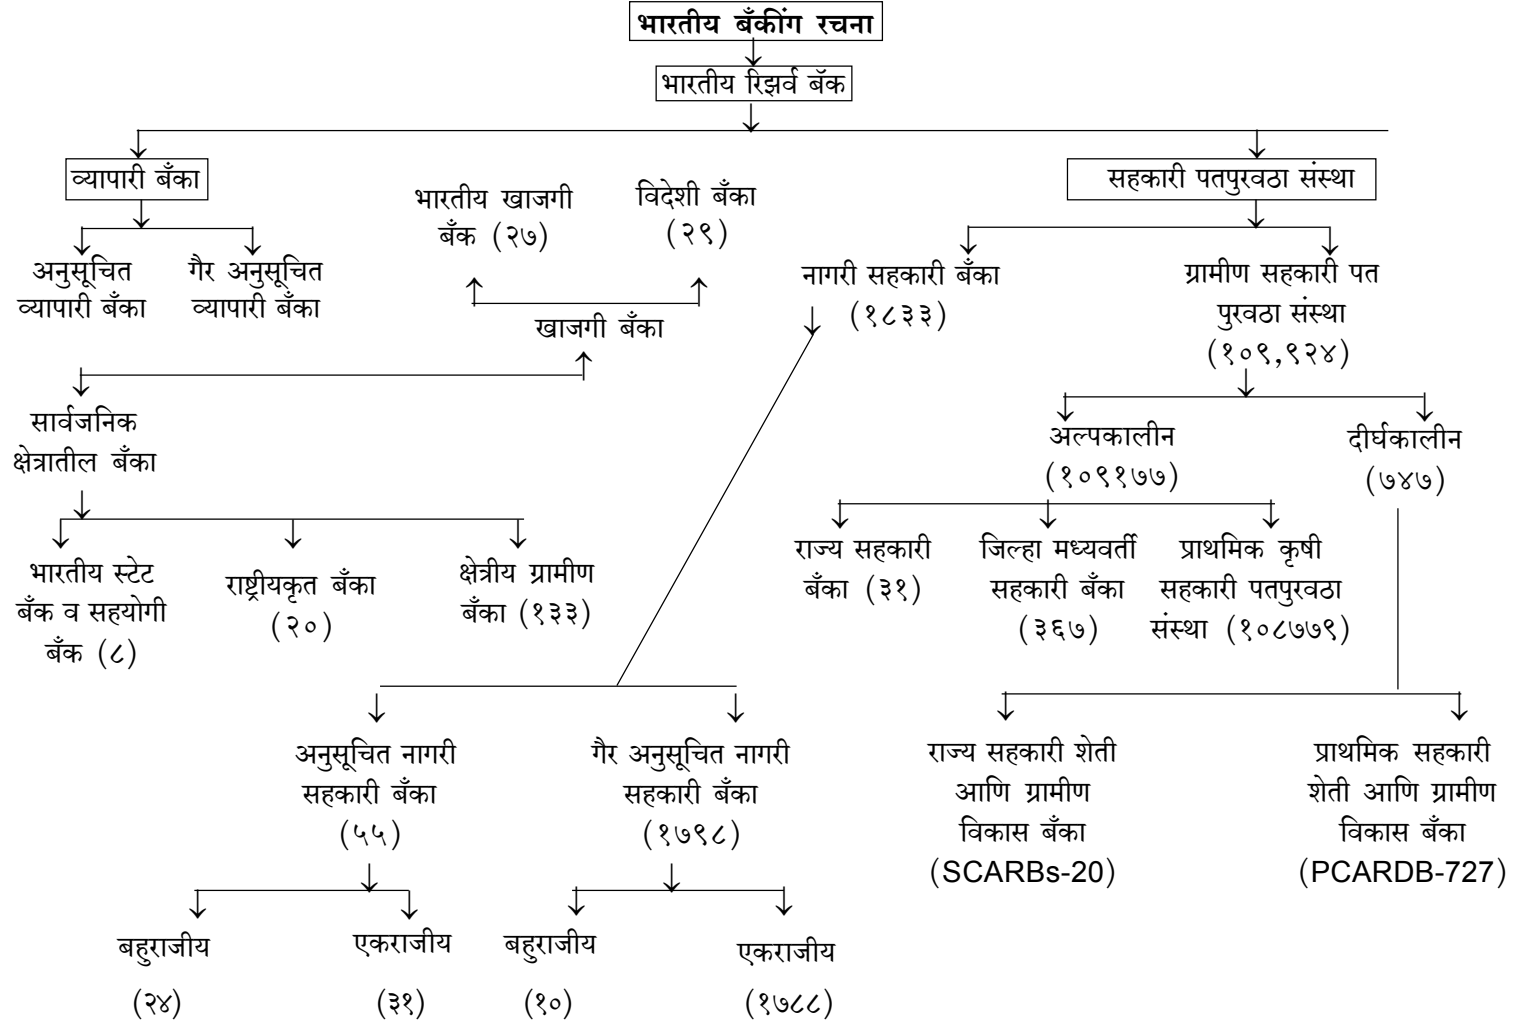 भारतीय बँकींग रचना
भारतीय रिझर्व बॅक
व्यापारी बँका
सहकारी पतपुरवठा संस्था
भारतीय खाजगी
बँक (२७)
विदेशी बँका
(२९)
अनुसूचित
व्यापारी बँका
गैर अनुसूचित
व्यापारी बँका
नागरी सहकारी बँका
(१८३३)
ग्रामीण सहकारी पत
पुरवठा संस्था
(१०९,९२४)
खाजगी बँका
सार्वजनिक
क्षेत्रातील बँका
अल्पकालीन
(१०९१७७)
दीर्घकालीन
(७४७)
भारतीय स्टेट
बँक व सहयोगी
बँक (८)
राष्ट्रीयकृत बँका
(२०)
क्षेत्रीय ग्रामीण
बँका (१३३)
राज्य सहकारी
बँका (३१)
जिल्हा मध्यवर्ती
सहकारी बँका
(३६७)
प्राथमिक कृषी
सहकारी पतपुरवठा
संस्था (१०८७७९)
अनुसूचित नागरी
सहकारी बँका
(५५)
गैर अनुसूचित नागरी
सहकारी बँका
(१७९८)
राज्य सहकारी शेती
आणि ग्रामीण
विकास बँका
(SCARBs-20)
प्राथमिक सहकारी
शेती आणि ग्रामीण
विकास बँका
(PCARDB-727)
बहुराजीय
(२४)
एकराजीय
(३१)
बहुराजीय
(१०)
एकराजीय
(१७८८)